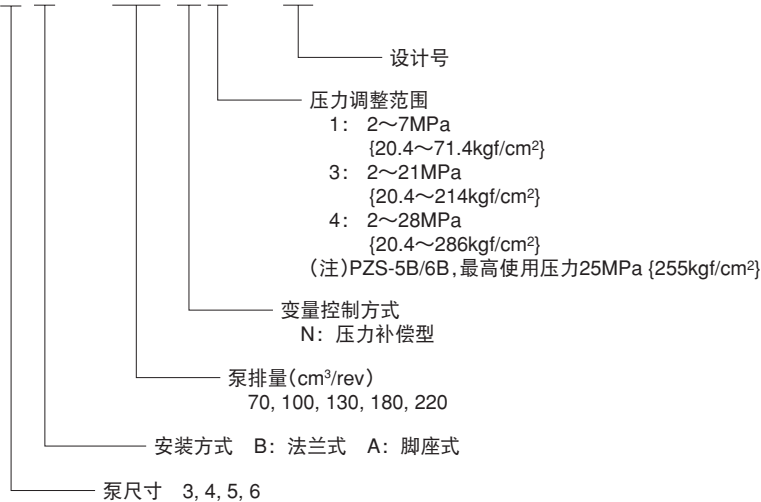 设计号
压力调整范围
1: 2～7MPa
{20.4～71.4kgf/cm²}
3: 2～21MPa
{20.4～214kgf/cm²}
4: 2～28MPa
{20.4～286kgf/cm²}
(注)PZS-5B/6B,最高使用压力25MPa {255kgf/cm²}
变量控制方式
N: 压力补偿型
泵排量(cm³/rev)
70, 100, 130, 180, 220
安装方式 B: 法兰式 A: 脚座式
泵尺寸 3, 4, 5, 6